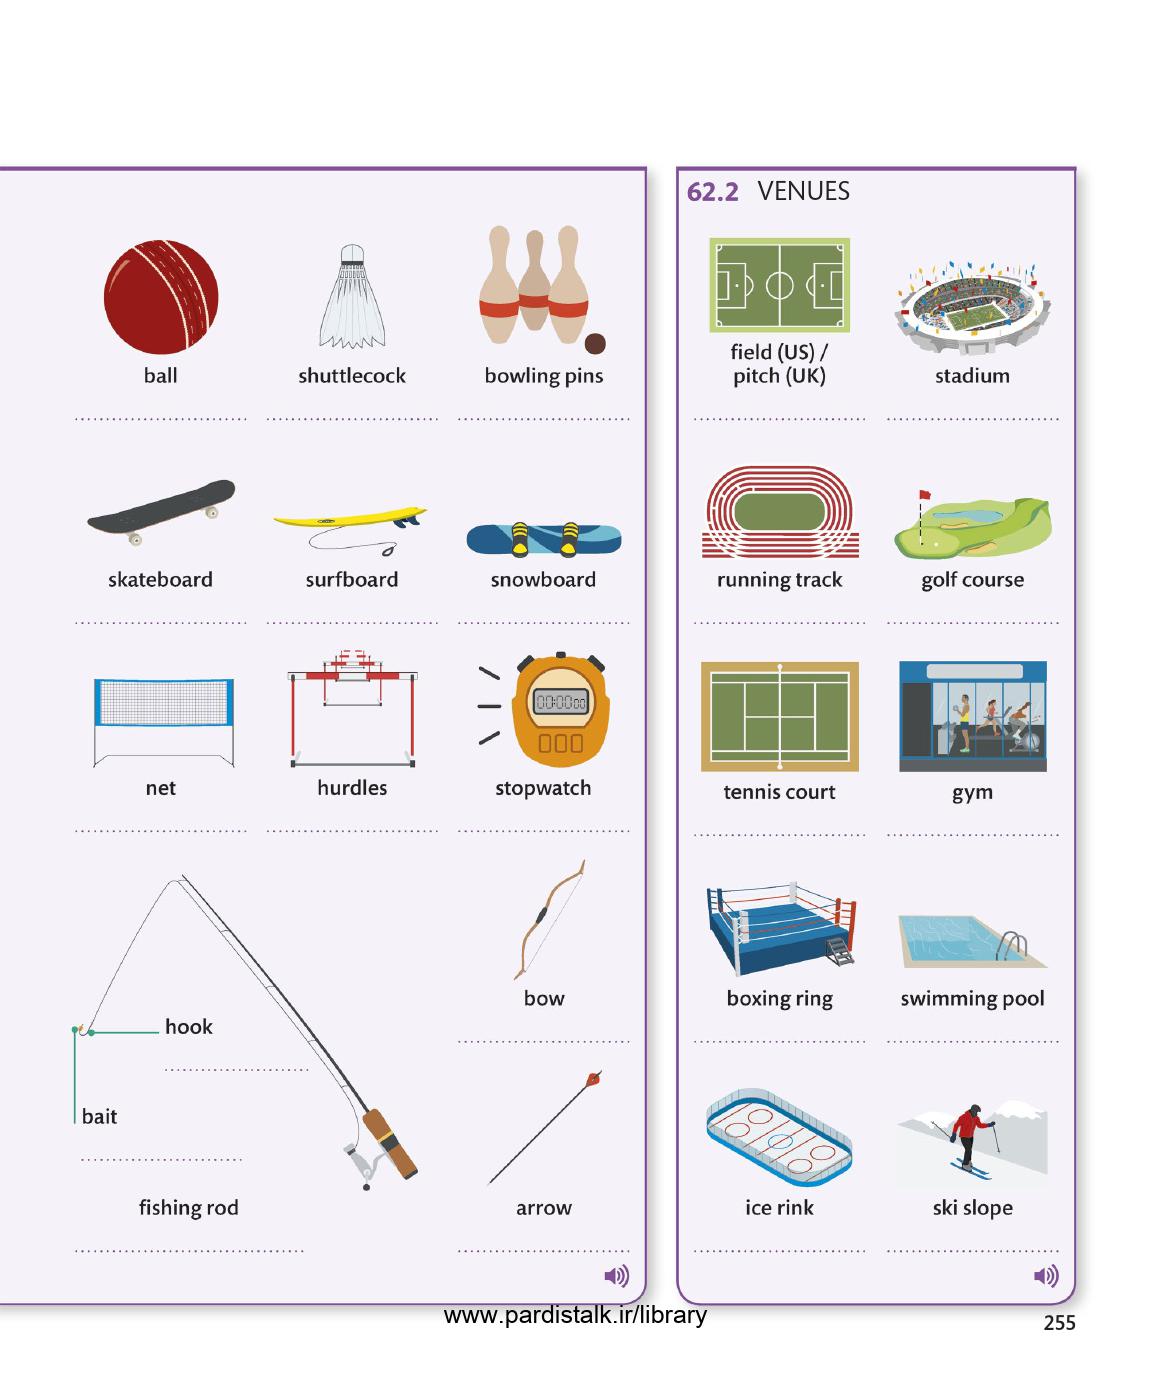 ball
shuttlecock
bowling pins
skateboard
surfboard
snowboard
net
hurdles
stopwatch
00:00:00
hook
bait
fishing rod
bow
arrow
62.2 VENUES
field (US) /
pitch (UK)
stadium
running track
golf course
tennis court
gym
boxing ring
swimming pool
ice rink
ski slope
www.pardistalk.ir/library
255